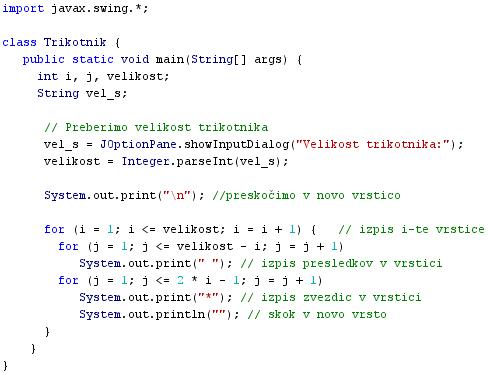 import javax.swing.*;
class Trikotnik {
public static void main(String[] args) {
int i, j, velikost;
String vel_s;
// Preberimo velikost trikotnika
vel_s = JOptionPane.showInputDialog("Velikost trikotnika:");
velikost = Integer.parseInt(vel_s);
System.out.print("\n"); //preskočimo v novo vrstico
for (i = 1; i <= velikost; i = i + 1) { // izpis i-te vrstice
for (j = 1; j <= velikost - i; j = j + 1)
System.out.print(" "); // izpis presledkov v vrstici
for (j = 1; j <= 2 * i - 1; j = j + 1)
System.out.print("*"); // izpis zvezdic v vrstici
System.out.println(""); // skok v novo vrsto
}
}
}